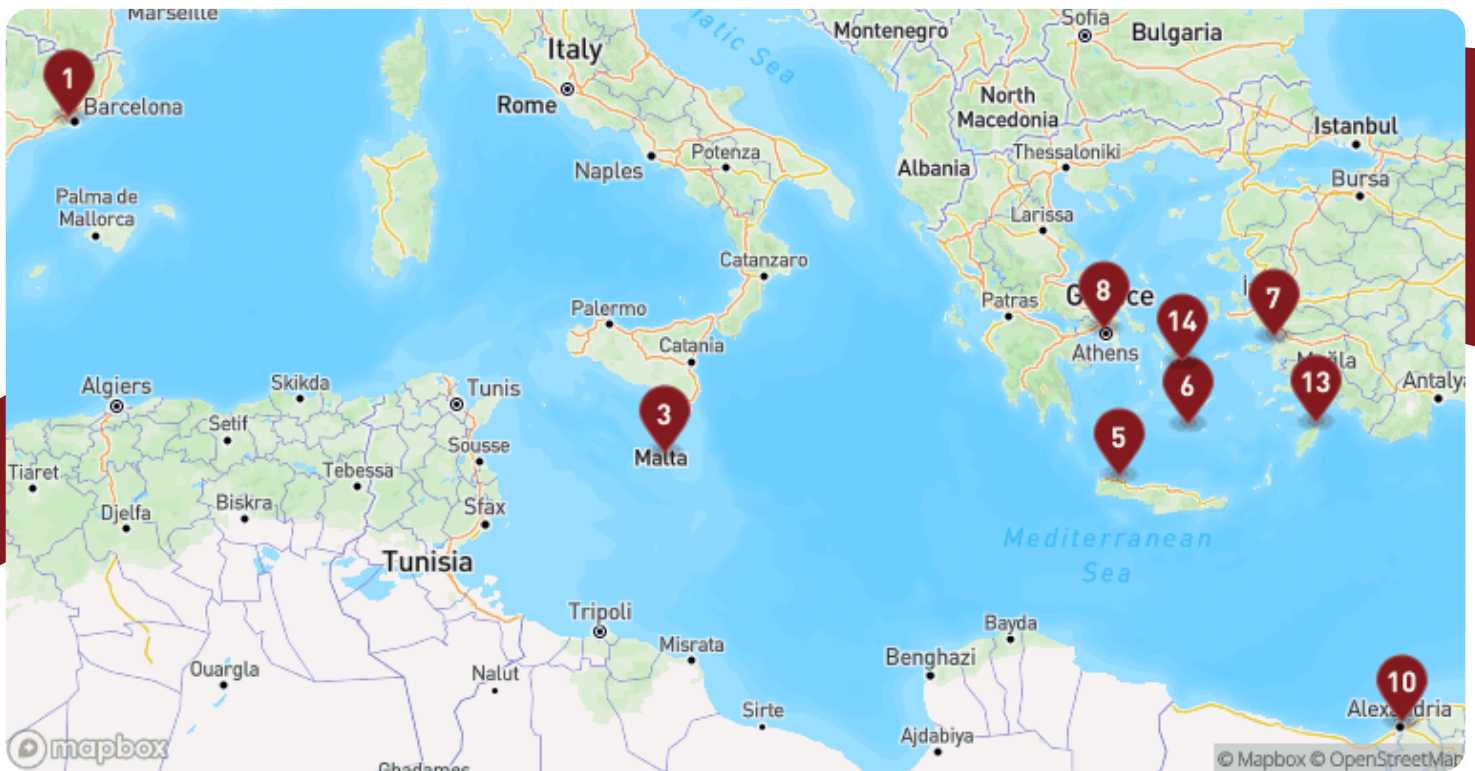 Marseille
Adriatic Sea
Montenegro
Sofia
Bulgaria
Italy
1
Barcelona
Rome
North
Macedonia
Istanbul
Naples
Potenza
Albania
Thessaloniki
Bursa
Palma de
Mallorca
Larissa
Catanzaro
Palermo
Patras
8
7
14
Catania
Athens
Algiers
Skikda
Tunis
6
13
Antalya
3
Setif
Sousse
5
Malta
Tiaret
Tebessa
Biskra
Djelfa
Sfax
Mediterranean
Sea
Tunisia
Tripoli
Bayda
Misrata
Benghazi
Ouargla
Nalut
10
Sirte
Ajdabiya
mapbox
Ghadames
© Mapbox © OpenStreetMap